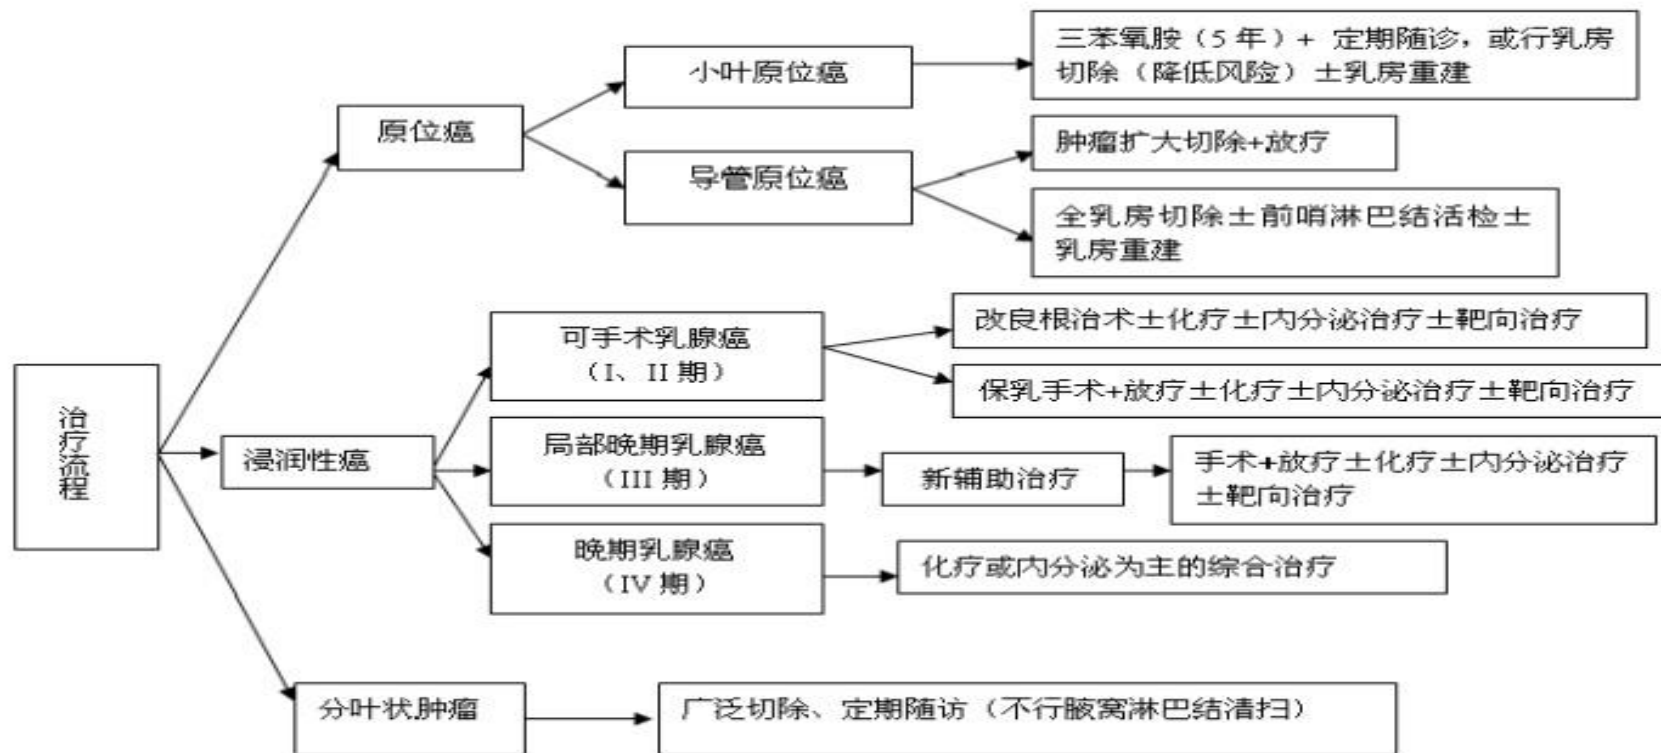 治疗流程
原位癌
小叶原位癌
三苯氧胺（5年）+ 定期随诊，或行乳房
切除（降低风险）±乳房重建
导管原位癌
肿瘤扩大切除+放疗
全乳房切除±前哨淋巴结活检±
乳房重建
浸润性癌
可手术乳腺癌
（I、II 期）
改良根治术±化疗±内分泌治疗±靶向治疗
保乳手术+放疗±化疗±内分泌治疗±靶向治疗
局部晚期乳腺癌
（III 期）
新辅助治疗
手术+放疗±化疗±内分泌治疗
±靶向治疗
晚期乳腺癌
（IV 期）
化疗或内分泌为主的综合治疗
分叶状肿瘤
广泛切除、定期随访（不行腋窝淋巴结清扫）